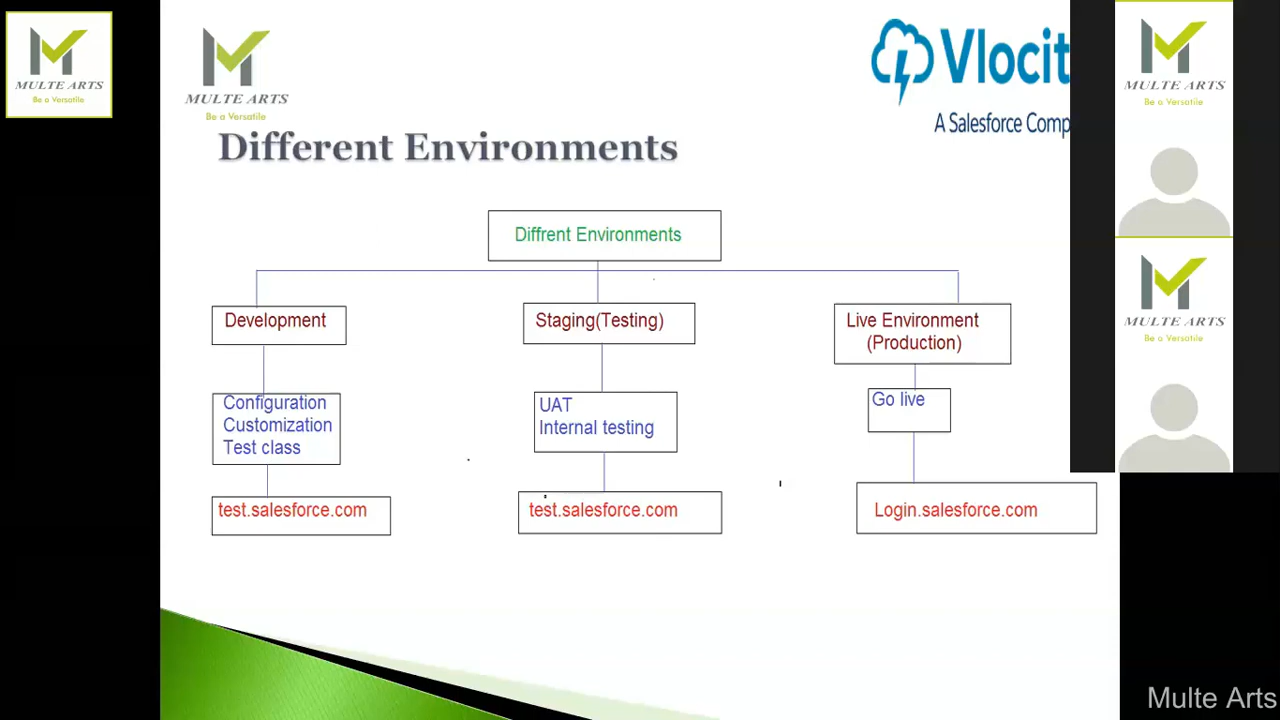 MULTE ARTS
Be a Versatile
MULTE ARTS
Be a Versatile
Vlocit
A Salesforce Comp
MULTE ARTS
Be a Versatile
Different Environments
Diffrent Environments
Development
Staging(Testing)
Live Environment
(Production)
MULTE ARTS
Be a Versatile
Configuration
Customization
Test class
UAT
Internal testing
Go live
test.salesforce.com
test.salesforce.com
Login.salesforce.com
Multe Arts